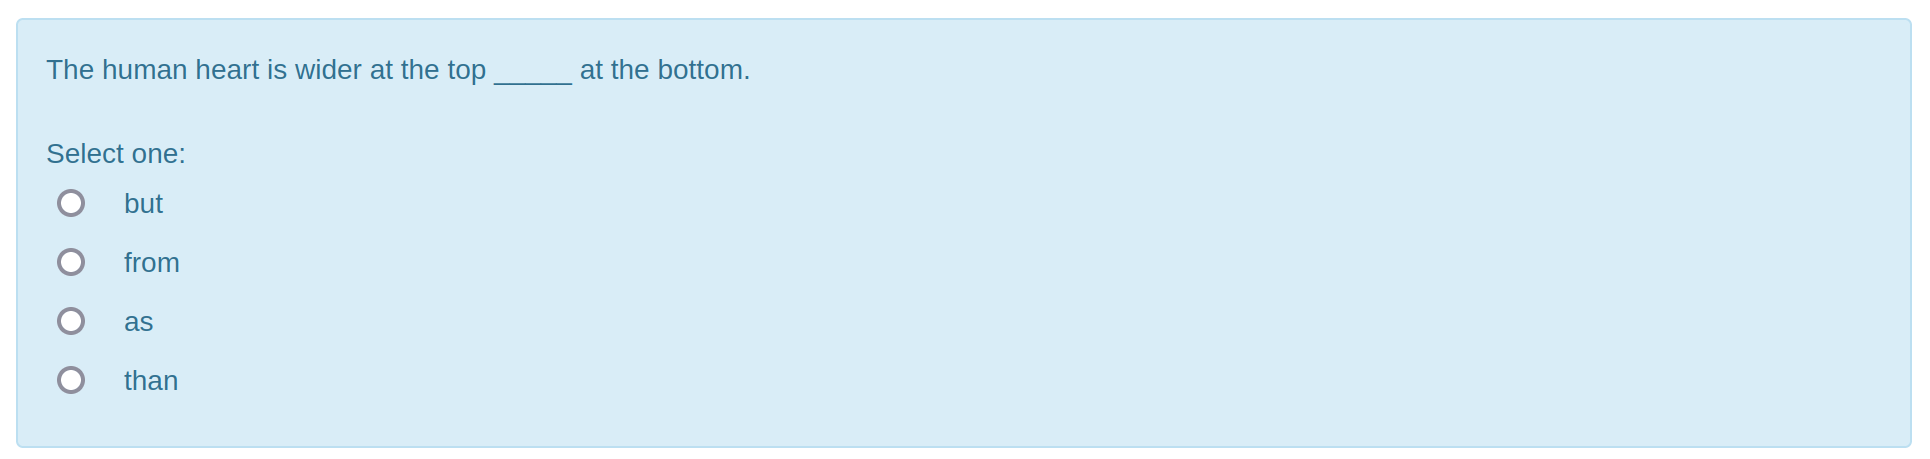 The human heart is wider at the top _____ at the bottom.
Select one:
but
from
as
than